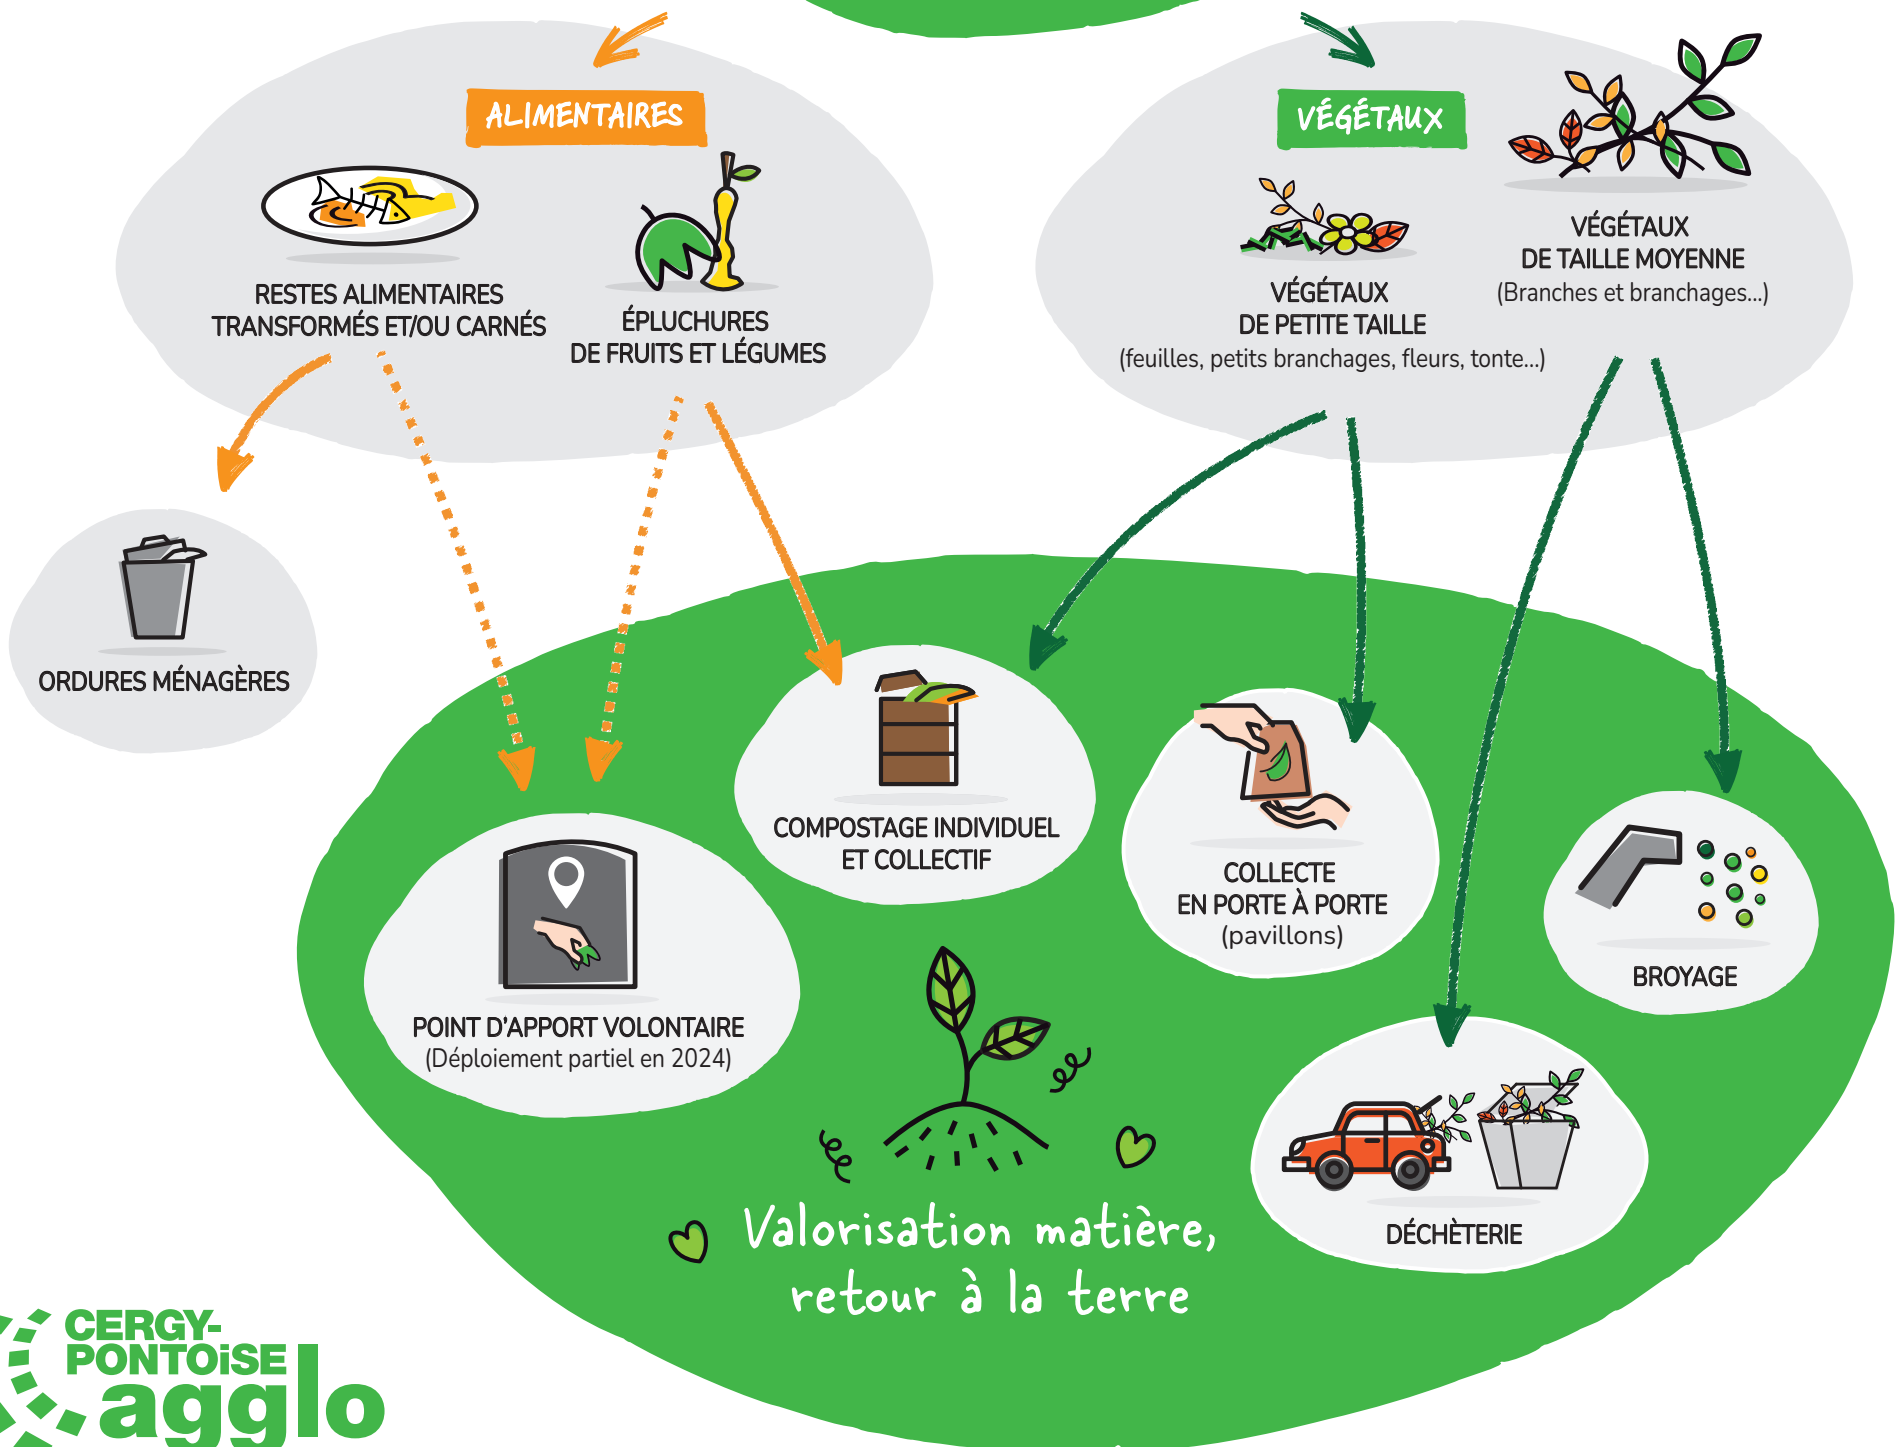 ALIMENTAIRES
VÉGÉTAUX
RESTES ALIMENTAIRES
TRANSFORMÉS ET/OU CARNÉS
ÉPLUCHURES
DE FRUITS ET LÉGUMES
VÉGÉTAUX
DE PETITE TAILLE
(feuilles, petits branchages, fleurs, tonte...)
VÉGÉTAUX
DE TAILLE MOYENNE
(Branches et branchages...)
ORDURES MÉNAGÈRES
POINT D'APPORT VOLONTAIRE
(Déploiement partiel en 2024)
COMPOSTAGE INDIVIDUEL
ET COLLECTIF
COLLECTE
EN PORTE À PORTE
(pavillons)
BROYAGE
DÉCHÈTERIE
Valorisation matière,
retour à la terre
CERGY-
PONTOiSE
agglo